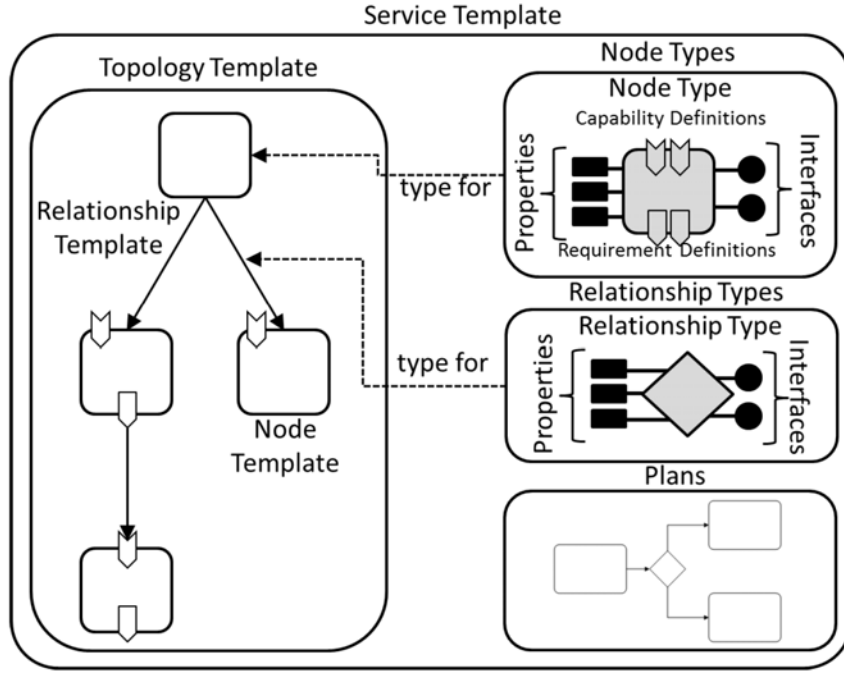 Service Template
Topology Template
Relationship
Template
Node
Template
type for
type for
Node Types
Node Type
Capability Definitions
Properties
Interfaces
Requirement Definitions
Relationship Types
Relationship Type
Properties
Interfaces
Plans